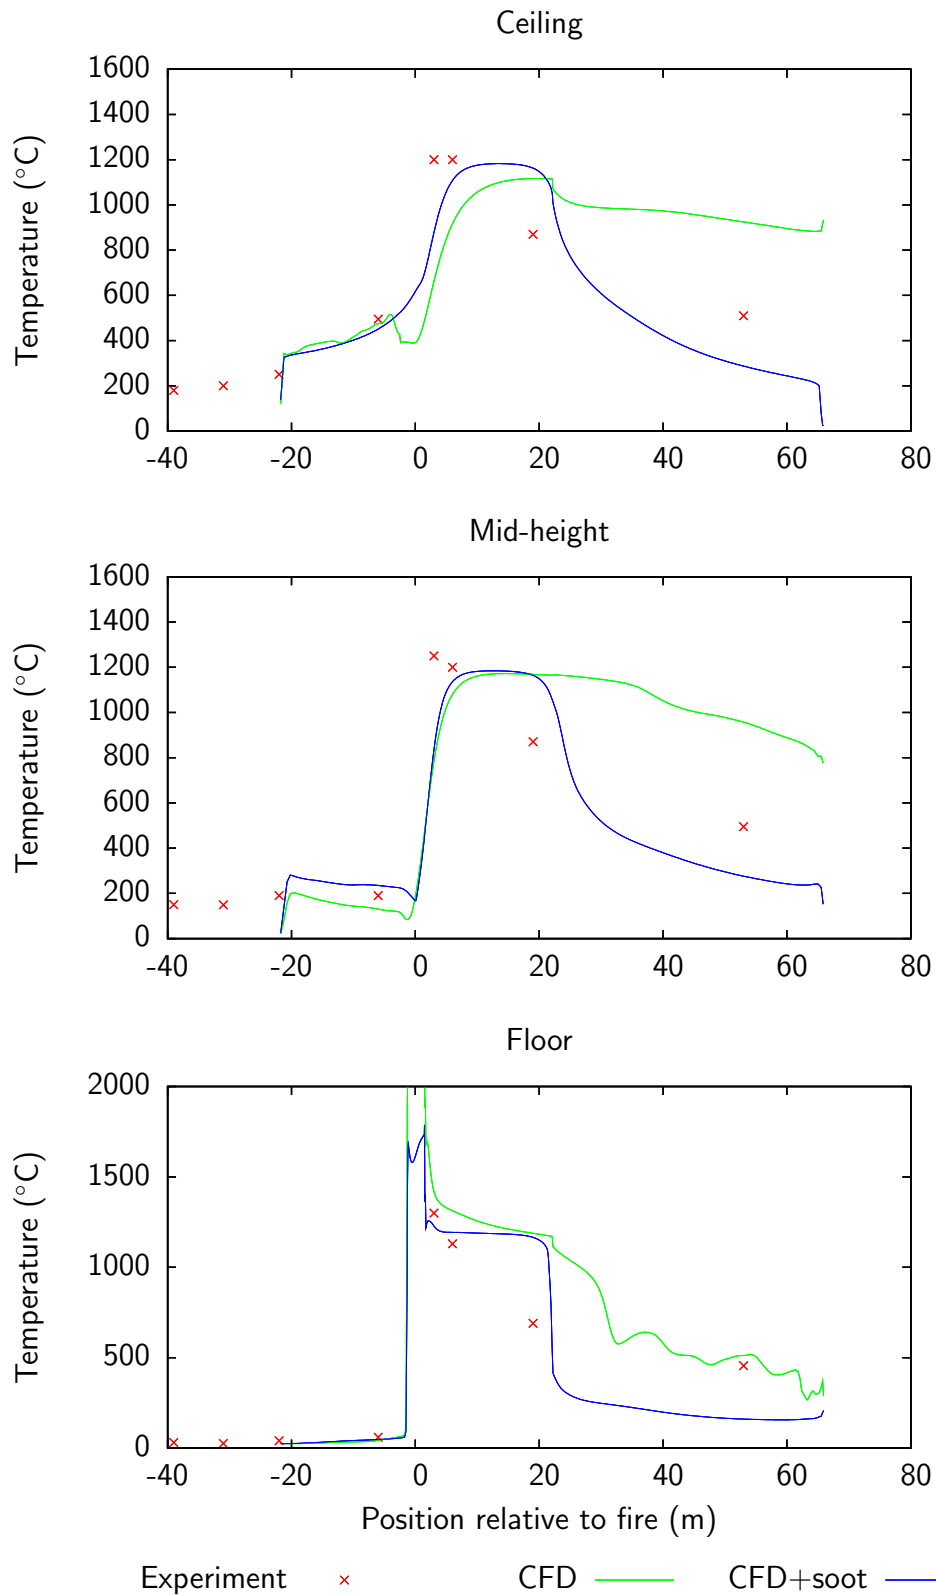 Ceiling
Temperature (°C)
1600
1400
1200
1000
800
600
400
200
0
-40 -20 0 20 40 60 80
Mid-height
Temperature (°C)
1600
1400
1200
1000
800
600
400
200
0
-40 -20 0 20 40 60 80
Floor
Temperature (°C)
2000
1500
1000
500
0
-40 -20 0 20 40 60 80
Position relative to fire (m)
Experiment CFD CFD+soot